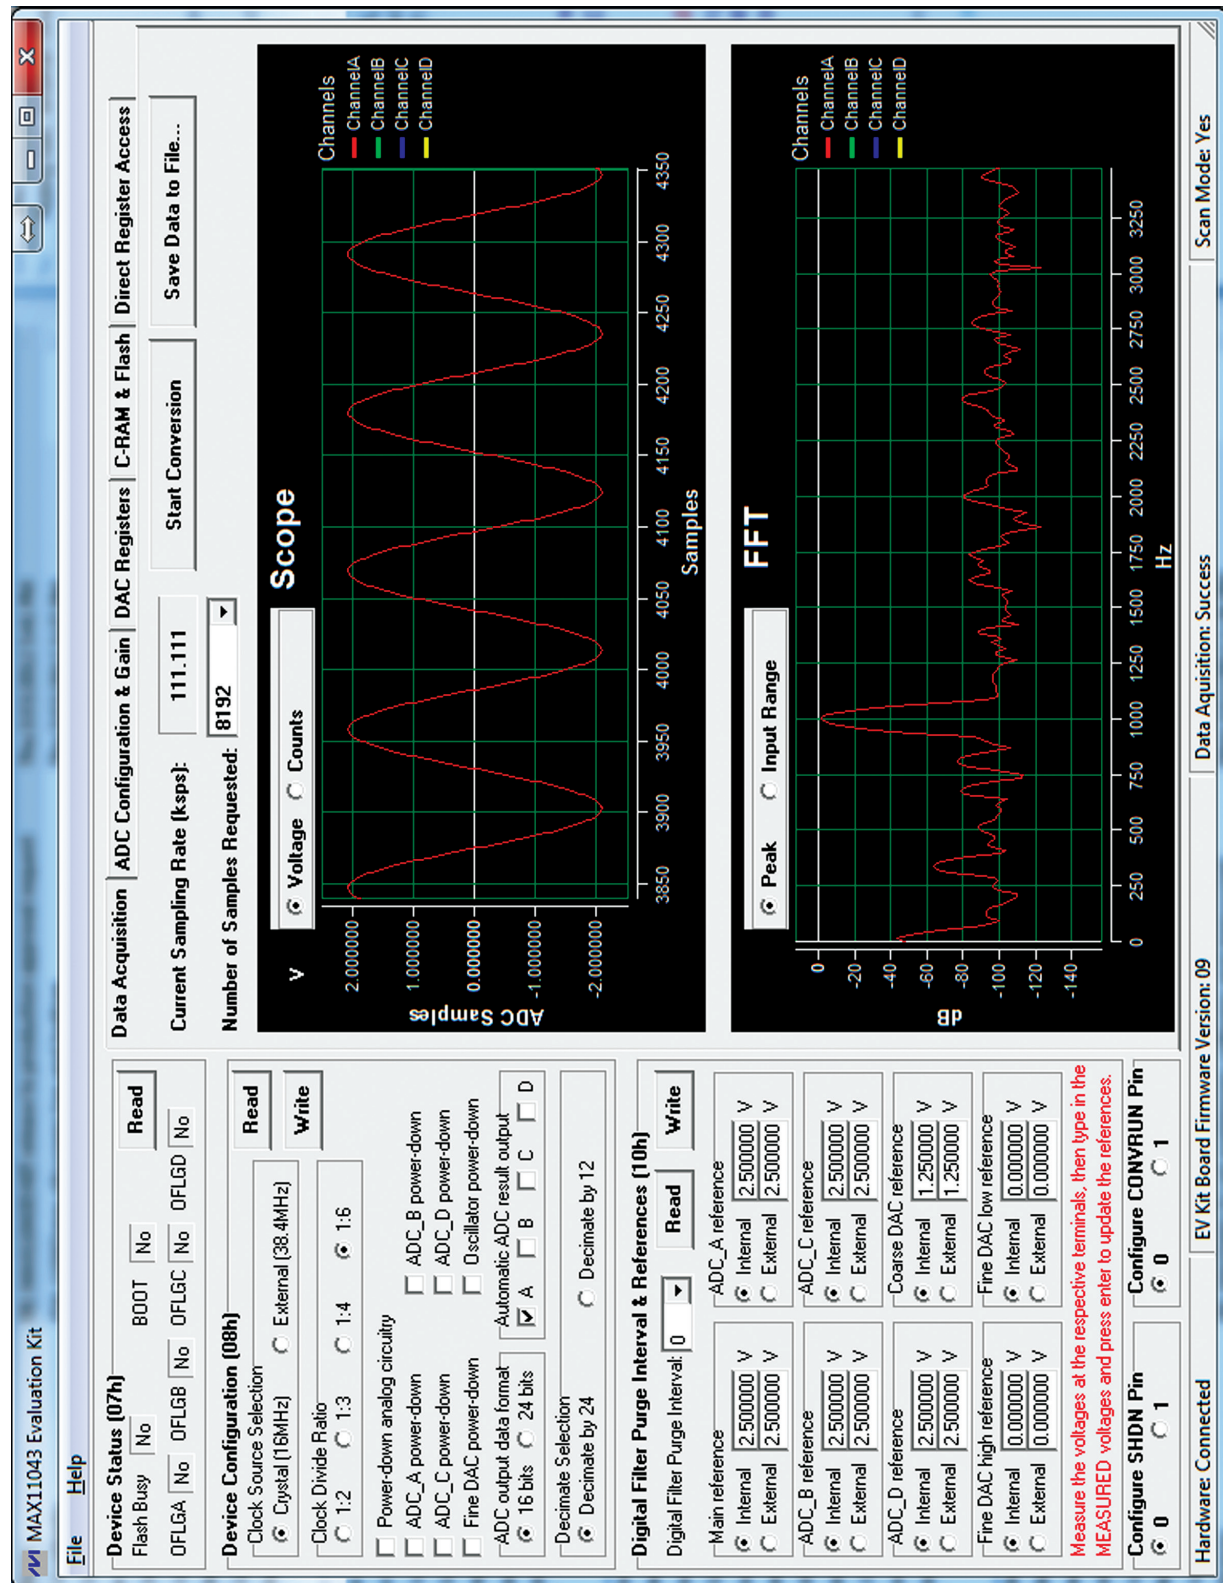 MAX11043 Evaluation Kit
File Help
Device Status (07h)
Flash Busy No BOOT No Read
OFLGA No OFLGB No OFLGC No OFLGD No
Device Configuration (08h)
Clock Source Selection
Crystal (16MHz) External (38.4MHz)
Read
Clock Divide Ratio
1:2 1:3 1:4 1:6
Write
Power-down analog circuitry
ADC_A power-down ADC_B power-down
ADC_C power-down ADC_D power-down
Fine DAC power-down Oscillator power-down
ADC output data format
16 bits 24 bits
Automatic ADC result output
A B C D
Decimate Selection
Decimate by 24 Decimate by 12
Digital Filter Purge Interval & References (10h)
Digital Filter Purge Interval: 0 Read Write
Main reference
Internal 2.500000 V
External 2.500000 V
ADC_A reference
Internal 2.500000 V
External 2.500000 V
ADC_B reference
Internal 2.500000 V
External 2.500000 V
ADC_C reference
Internal 2.500000 V
External 2.500000 V
ADC_D reference
Internal 2.500000 V
External 2.500000 V
Coarse DAC reference
Internal 1.250000 V
External 1.250000 V
Fine DAC high reference
Internal 0.000000 V
External 0.000000 V
Fine DAC low reference
Internal 0.000000 V
External 0.000000 V
Measure the voltages at the respective terminals, then type in the
MEASURED voltages and press enter to update the references.
Configure SHDN Pin
0 1
Configure CONVRUN Pin
0 1
Data Acquisition ADC Configuration & Gain DAC Registers C-RAM & Flash Direct Register Access
Current Sampling Rate (ksps): 111.111 Start Conversion Save Data to File...
Number of Samples Requested: 8192
Scope
V
Voltage Counts
Channels
ChannelA
ChannelB
ChannelC
ChannelD
ADC Samples
2.000000
1.000000
0.000000
-1.000000
-2.000000
3850 3900 3950 4000 4050 4100 4150 4200 4250 4300 4350
Samples
FFT
Peak Input Range
Channels
ChannelA
ChannelB
ChannelC
ChannelD
dB
0
-20
-40
-60
-80
-100
-120
-140
0 250 500 750 1000 1250 1500 1750 2000 2250 2500 2750 3000 3250
Hz
Hardware: Connected EV Kit Board Firmware Version: 09 Data Aquisition: Success Scan Mode: Yes